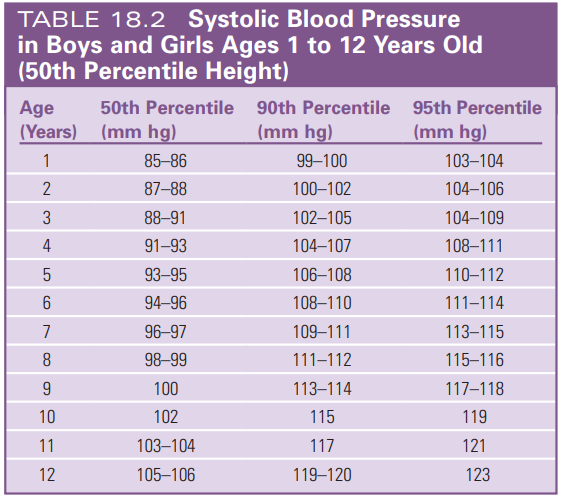 TABLE 18.2 Systolic Blood Pressure
in Boys and Girls Ages 1 to 12 Years Old
(50th Percentile Height)
Age 50th Percentile 90th Percentile 95th Percentile
(Years) (mm hg) (mm hg) (mm hg)
1 85–86 99–100 103–104
2 87–88 100–102 104–106
3 88–91 102–105 104–109
4 91–93 104–107 108–111
5 93–95 106–108 110–112
6 94–96 108–110 111–114
7 96–97 109–111 113–115
8 98–99 111–112 115–116
9 100 113–114 117–118
10 102 115 119
11 103–104 117 121
12 105–106 119–120 123